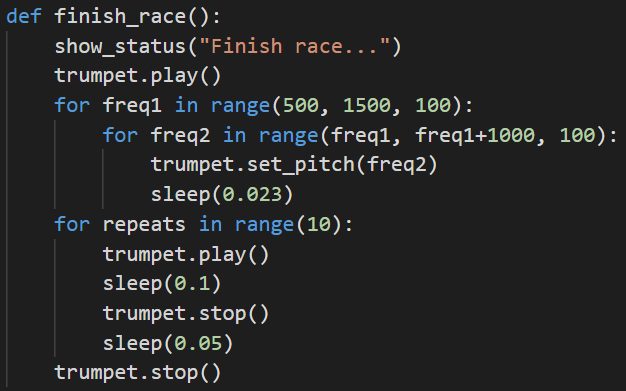 def finish_race():
    show_status("Finish race...")
    trumpet.play()
    for freq1 in range(500, 1500, 100):
        for freq2 in range(freq1, freq1+1000, 100):
            trumpet.set_pitch(freq2)
            sleep(0.023)
    for repeats in range(10):
        trumpet.play()
        sleep(0.1)
        trumpet.stop()
        sleep(0.05)
    trumpet.stop()